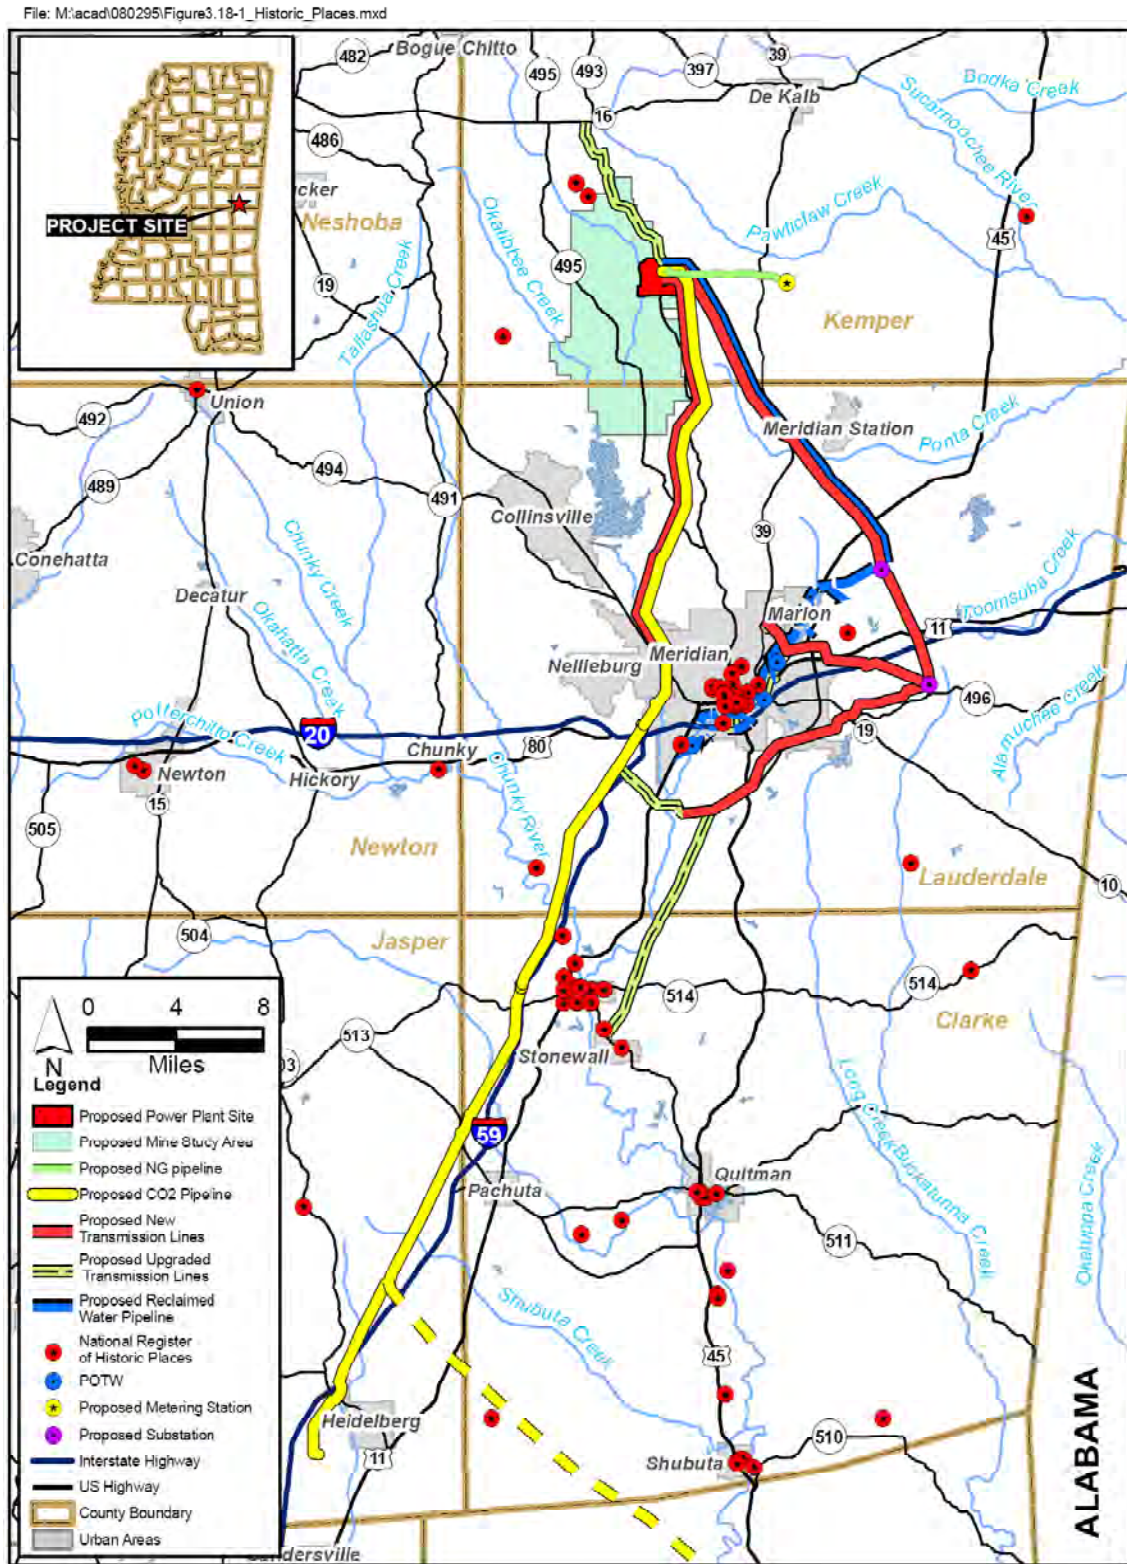 File: M:\acad\080295\Figure3.18-1_Historic_Places.mxd
Bogue Chitto
482
495
493
397
39
De Kalb
Bodka Creek
Sucarnoochee River
16
486
Neshoba
PROJECT SITE
Okatibbee Creek
Pawticfaw Creek
45
495
19
Tallashua Creek
Kemper
Union
492
Meridian Station
Ponta Creek
494
489
491
Collinsville
39
Conehatta
Chunky Creek
Decatur
Okahatta Creek
Toomsuba Creek
Marion
11
Nellieburg
Meridian
496
Potterchitto Creek
20
Chunky
80
19
Alamuchee Creek
Newton
Hickory
Chunky River
15
505
Newton
Lauderdale
10
504
Jasper
514
514
Clarke
513
03
Stonewall
59
Long Creek
Buckatunna Creek
Okatuppa Creek
Pachuta
Quitman
511
Shubuta Creek
45
Heidelberg
11
Shubuta
510
ALABAMA
0 4 8
Miles
N
Legend
Proposed Power Plant Site
Proposed Mine Study Area
Proposed NG pipeline
Proposed CO2 Pipeline
Proposed New
Transmission Lines
Proposed Upgraded
Transmission Lines
Proposed Reclaimed
Water Pipeline
National Register
of Historic Places
POTW
Proposed Metering Station
Proposed Substation
Interstate Highway
US Highway
County Boundary
Urban Areas